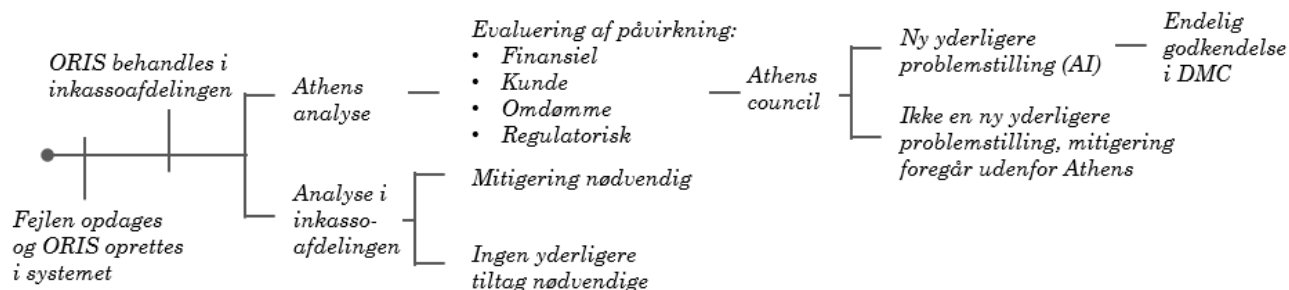 ORIS behandles i
inkassoafdelingen
Fejlen opdages
og ORIS oprettes
i systemet
Athens
analyse
Evaluering af påvirkning:
• Finansiel
• Kunde
• Omdømme
• Regulatorisk
Athens
council
Ny yderligere
problemstilling (AI)
Endelig
godkendelse
i DMC
Ikke en ny yderligere
problemstilling, mitigering
foregår udenfor Athens
Analyse i
inkasso-
afdelingen
Mitigering nødvendig
Ingen yderligere
tiltag nødvendige